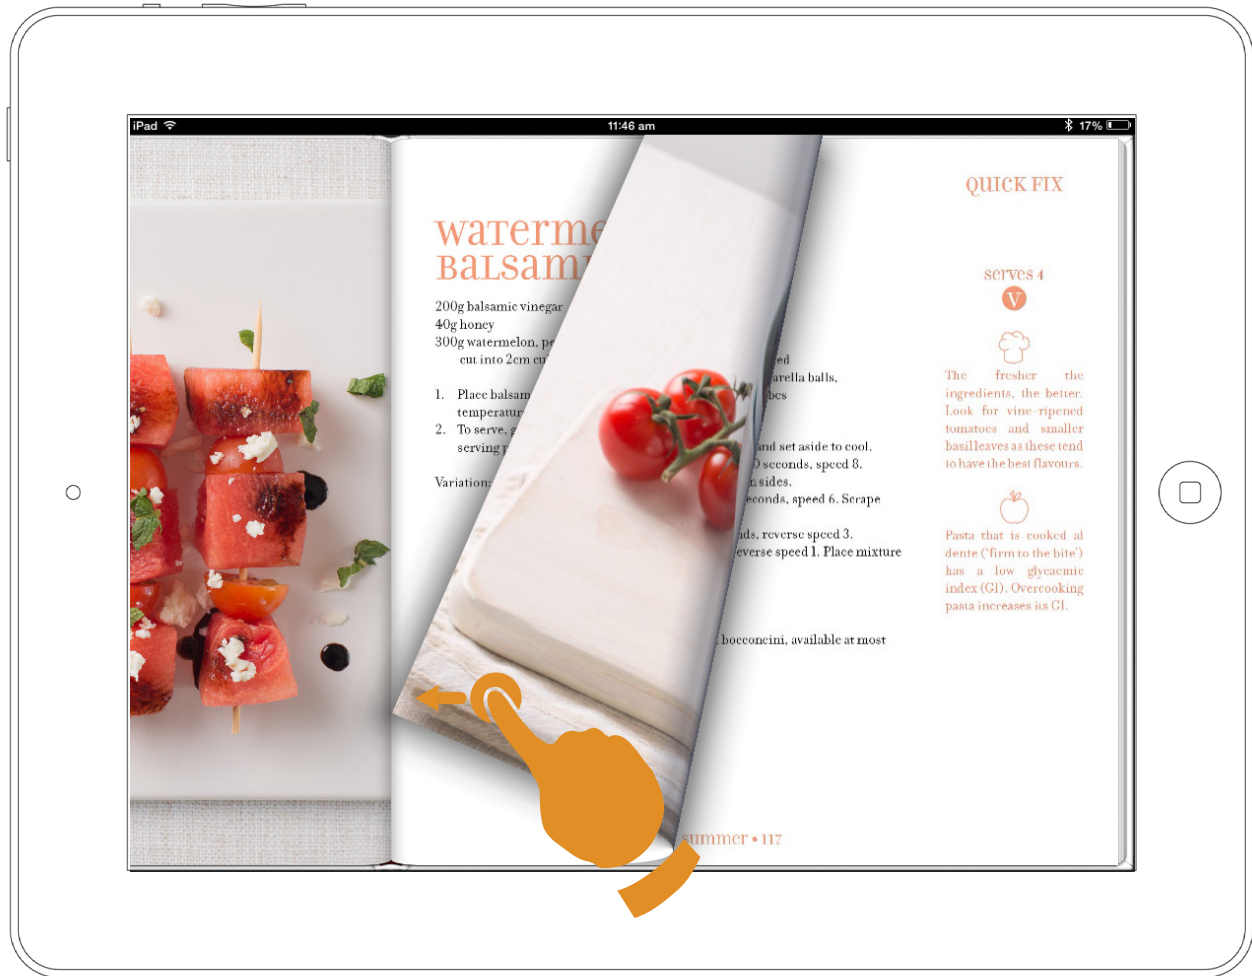 iPad
11:46 am
17%
QUICK FIX
waterme
Balsam
200g balsamic vinegar
40g honey
300g watermelon, pe
cut into 2cm cu
1. Place balsam
temperatur
2. To serve, g
serving p
Variation:
ed
arella balls,
bes
and set aside to cool.
0 seconds, speed 8.
n sides.
econds, speed 6. Scrape
nds, reverse speed 3.
everse speed 1. Place mixture
bocconcini, available at most
serves 4
V
The fresher the
ingredients, the better.
Look for vine-ripened
tomatoes and smaller
basil leaves as these tend
to have the best flavours.
Pasta that is cooked al
dente ('firm to the bite')
has a low glycaemic
index (GI). Overcooking
pasta increases its GI.
summer • 117